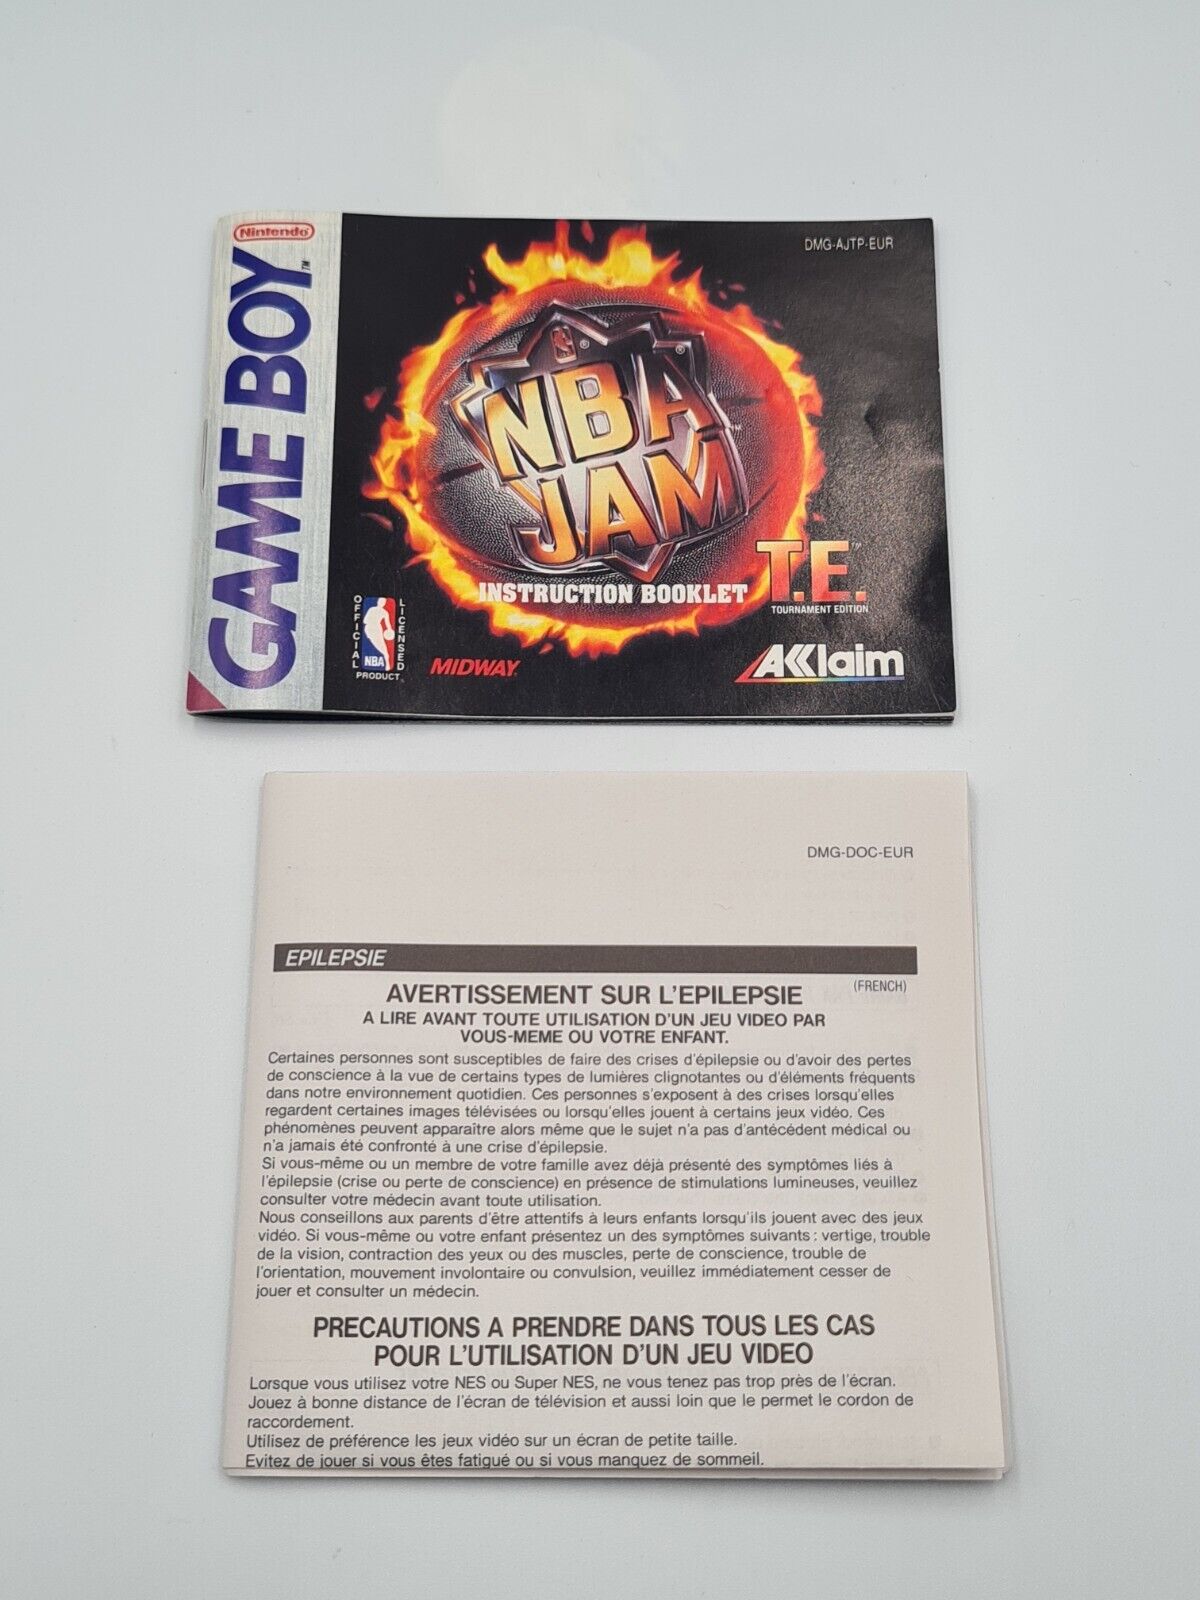 Nintendo
GAME BOY™
DMG-AJTP-EUR
NBA
JAM
INSTRUCTION BOOKLET
T.E.™
TOURNAMENT EDITION
OFFICIAL
LICENSED
NBA
PRODUCT
MIDWAY
AKKlaim
DMG-DOC-EUR
EPILEPSIE
(FRENCH)
AVERTISSEMENT SUR L'EPILEPSIE
A LIRE AVANT TOUTE UTILISATION D'UN JEU VIDEO PAR
VOUS-MEME OU VOTRE ENFANT.
Certaines personnes sont susceptibles de faire des crises d'épilepsie ou d'avoir des pertes
de conscience à la vue de certains types de lumières clignotantes ou d'éléments fréquents
dans notre environnement quotidien. Ces personnes s'exposent à des crises lorsqu'elles
regardent certaines images télévisées ou lorsqu'elles jouent à certains jeux vidéo. Ces
phénomènes peuvent apparaître alors même que le sujet n'a pas d'antécédent médical ou
n'a jamais été confronté à une crise d'épilepsie.
Si vous-même ou un membre de votre famille avez déjà présenté des symptômes liés à
l'épilepsie (crise ou perte de conscience) en présence de stimulations lumineuses, veuillez
consulter votre médecin avant toute utilisation.
Nous conseillons aux parents d'être attentifs à leurs enfants lorsqu'ils jouent avec des jeux
vidéo. Si vous-même ou votre enfant présentez un des symptômes suivants : vertige, trouble
de la vision, contraction des yeux ou des muscles, perte de conscience, trouble de
l'orientation, mouvement involontaire ou convulsion, veuillez immédiatement cesser de
jouer et consulter un médecin.
PRECAUTIONS A PRENDRE DANS TOUS LES CAS
POUR L'UTILISATION D'UN JEU VIDEO
Lorsque vous utilisez votre NES ou Super NES, ne vous tenez pas trop près de l'écran.
Jouez à bonne distance de l'écran de télévision et aussi loin que le permet le cordon de
raccordement.
Utilisez de préférence les jeux vidéo sur un écran de petite taille.
Evitez de jouer si vous êtes fatigué ou si vous manquez de sommeil.